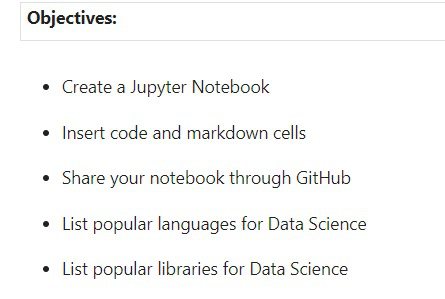 Objectives:
• Create a Jupyter Notebook
• Insert code and markdown cells
• Share your notebook through GitHub
• List popular languages for Data Science
• List popular libraries for Data Science